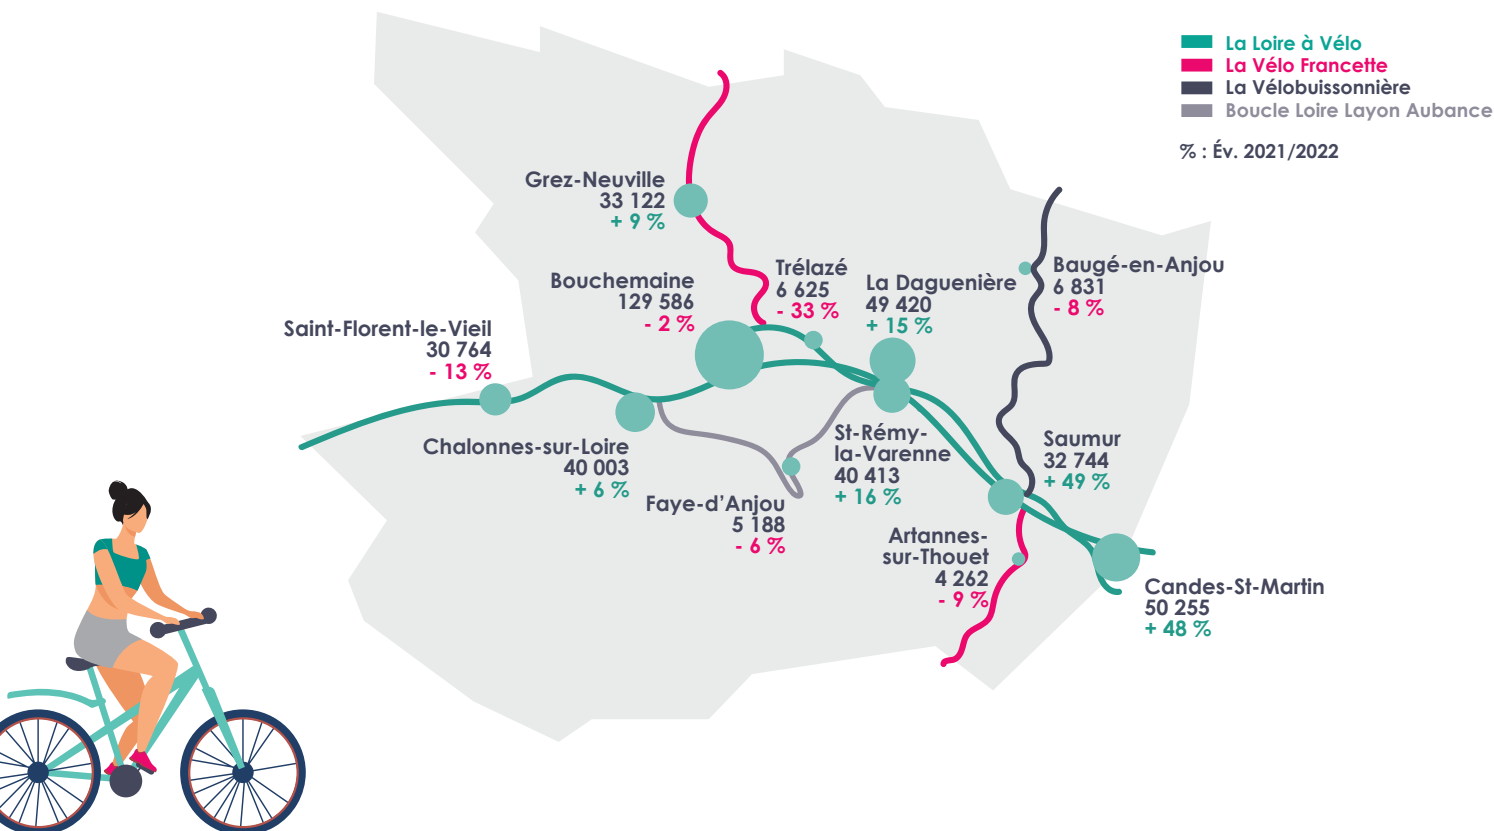 La Loire à Vélo
La Vélo Francette
La Vélobuissonnière
Boucle Loire Layon Aubance
% : Év. 2021/2022
Grez-Neuville
33 122
+ 9 %
Bouchemaine
129 586
- 2 %
Trélazé
6 625
- 33 %
La Daguenière
49 420
+ 15 %
Baugé-en-Anjou
6 831
- 8 %
Saint-Florent-le-Vieil
30 764
- 13 %
Chalonnes-sur-Loire
40 003
+ 6 %
Faye-d'Anjou
5 188
- 6 %
St-Rémy-
la-Varenne
40 413
+ 16 %
Saumur
32 744
+ 49 %
Artannes-
sur-Thouet
4 262
- 9 %
Candes-St-Martin
50 255
+ 48 %